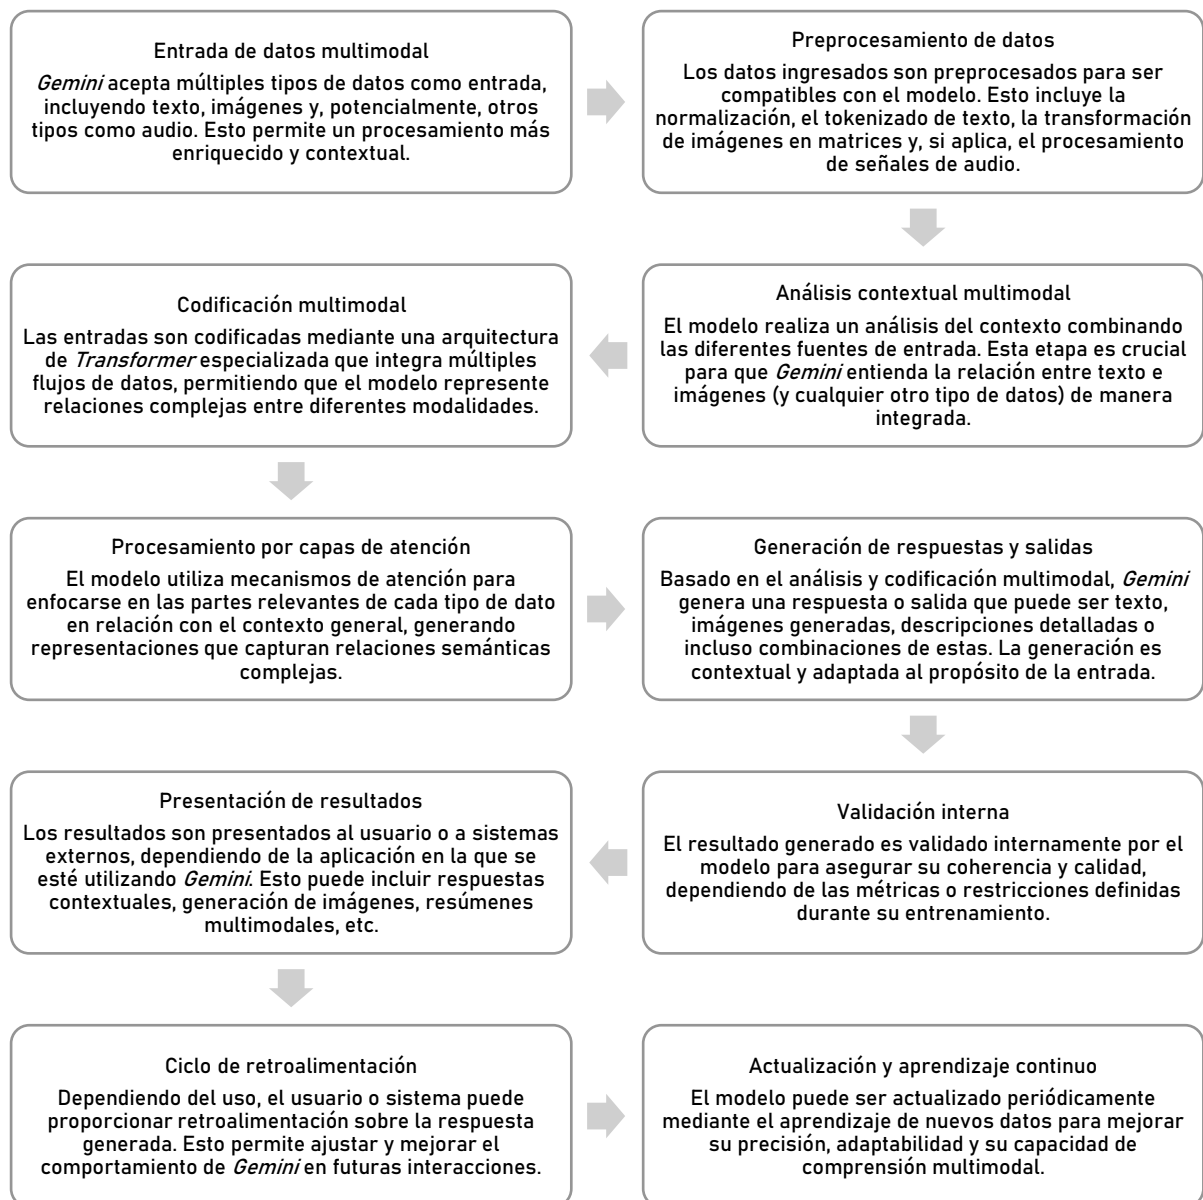 Entrada de datos multimodal
Gemini acepta múltiples tipos de datos como entrada,
incluyendo texto, imágenes y, potencialmente, otros
tipos como audio. Esto permite un procesamiento más
enriquecido y contextual.
Preprocesamiento de datos
Los datos ingresados son preprocesados para ser
compatibles con el modelo. Esto incluye la
normalización, el tokenizado de texto, la transformación
de imágenes en matrices y, si aplica, el procesamiento
de señales de audio.
Análisis contextual multimodal
El modelo realiza un análisis del contexto combinando
las diferentes fuentes de entrada. Esta etapa es crucial
para que Gemini entienda la relación entre texto e
imágenes (y cualquier otro tipo de datos) de manera
integrada.
Codificación multimodal
Las entradas son codificadas mediante una arquitectura
de Transformer especializada que integra múltiples
flujos de datos, permitiendo que el modelo represente
relaciones complejas entre diferentes modalidades.
Procesamiento por capas de atención
El modelo utiliza mecanismos de atención para
enfocarse en las partes relevantes de cada tipo de dato
en relación con el contexto general, generando
representaciones que capturan relaciones semánticas
complejas.
Generación de respuestas y salidas
Basado en el análisis y codificación multimodal, Gemini
genera una respuesta o salida que puede ser texto,
imágenes generadas, descripciones detalladas o
incluso combinaciones de estas. La generación es
contextual y adaptada al propósito de la entrada.
Validación interna
El resultado generado es validado internamente por el
modelo para asegurar su coherencia y calidad,
dependiendo de las métricas o restricciones definidas
durante su entrenamiento.
Presentación de resultados
Los resultados son presentados al usuario o a sistemas
externos, dependiendo de la aplicación en la que se
esté utilizando Gemini. Esto puede incluir respuestas
contextuales, generación de imágenes, resúmenes
multimodales, etc.
Ciclo de retroalimentación
Dependiendo del uso, el usuario o sistema puede
proporcionar retroalimentación sobre la respuesta
generada. Esto permite ajustar y mejorar el
comportamiento de Gemini en futuras interacciones.
Actualización y aprendizaje continuo
El modelo puede ser actualizado periódicamente
mediante el aprendizaje de nuevos datos para mejorar
su precisión, adaptabilidad y su capacidad de
comprensión multimodal.